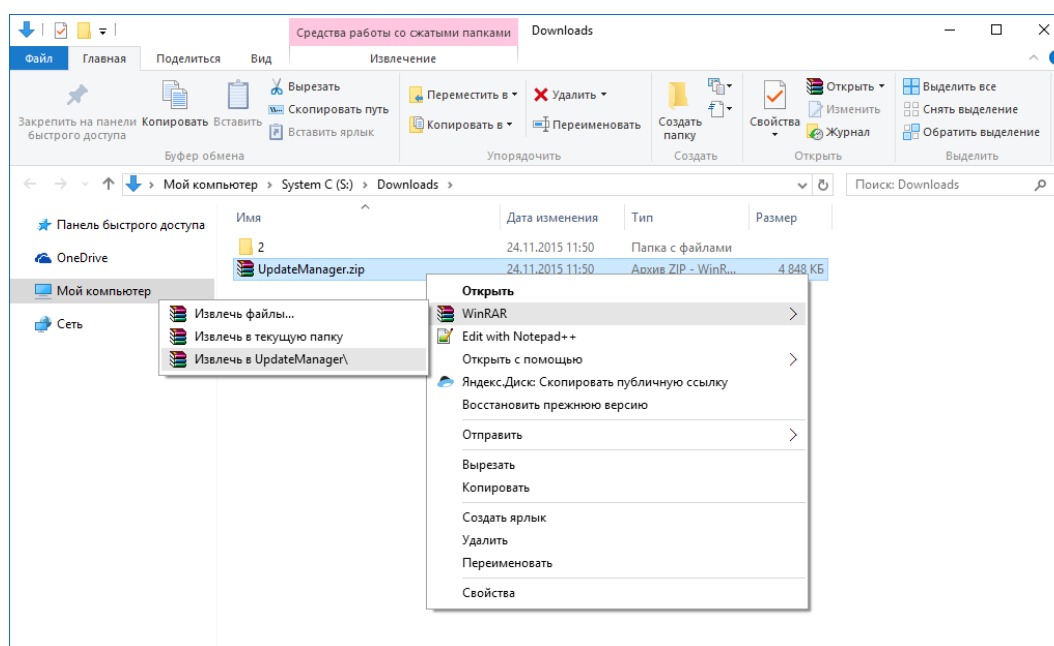 Средства работы со сжатыми папками
Downloads
Файл
Главная
Поделиться
Вид
Извлечение
Закрепить на панели
быстрого доступа
Копировать
Вставить
Вырезать
Скопировать путь
Вставить ярлык
Буфер обмена
Переместить в
Копировать в
Удалить
Переименовать
Упорядочить
Создать
папку
Создать
Свойства
Открыть
Изменить
Журнал
Открыть
Выделить все
Снять выделение
Обратить выделение
Выделить
Мой компьютер > System C (S:) > Downloads >
Поиск: Downloads
Панель быстрого доступа
OneDrive
Мой компьютер
Сеть
Имя
Дата изменения
Тип
Размер
2
24.11.2015 11:50
Папка с файлами
UpdateManager.zip
24.11.2015 11:50
Архив ZIP - WinR...
4 848 КБ
Извлечь файлы...
Извлечь в текущую папку
Извлечь в UpdateManager\
Открыть
WinRAR
Edit with Notepad++
Открыть с помощью
Яндекс.Диск: Скопировать публичную ссылку
Восстановить прежнюю версию
Отправить
Вырезать
Копировать
Создать ярлык
Удалить
Переименовать
Свойства